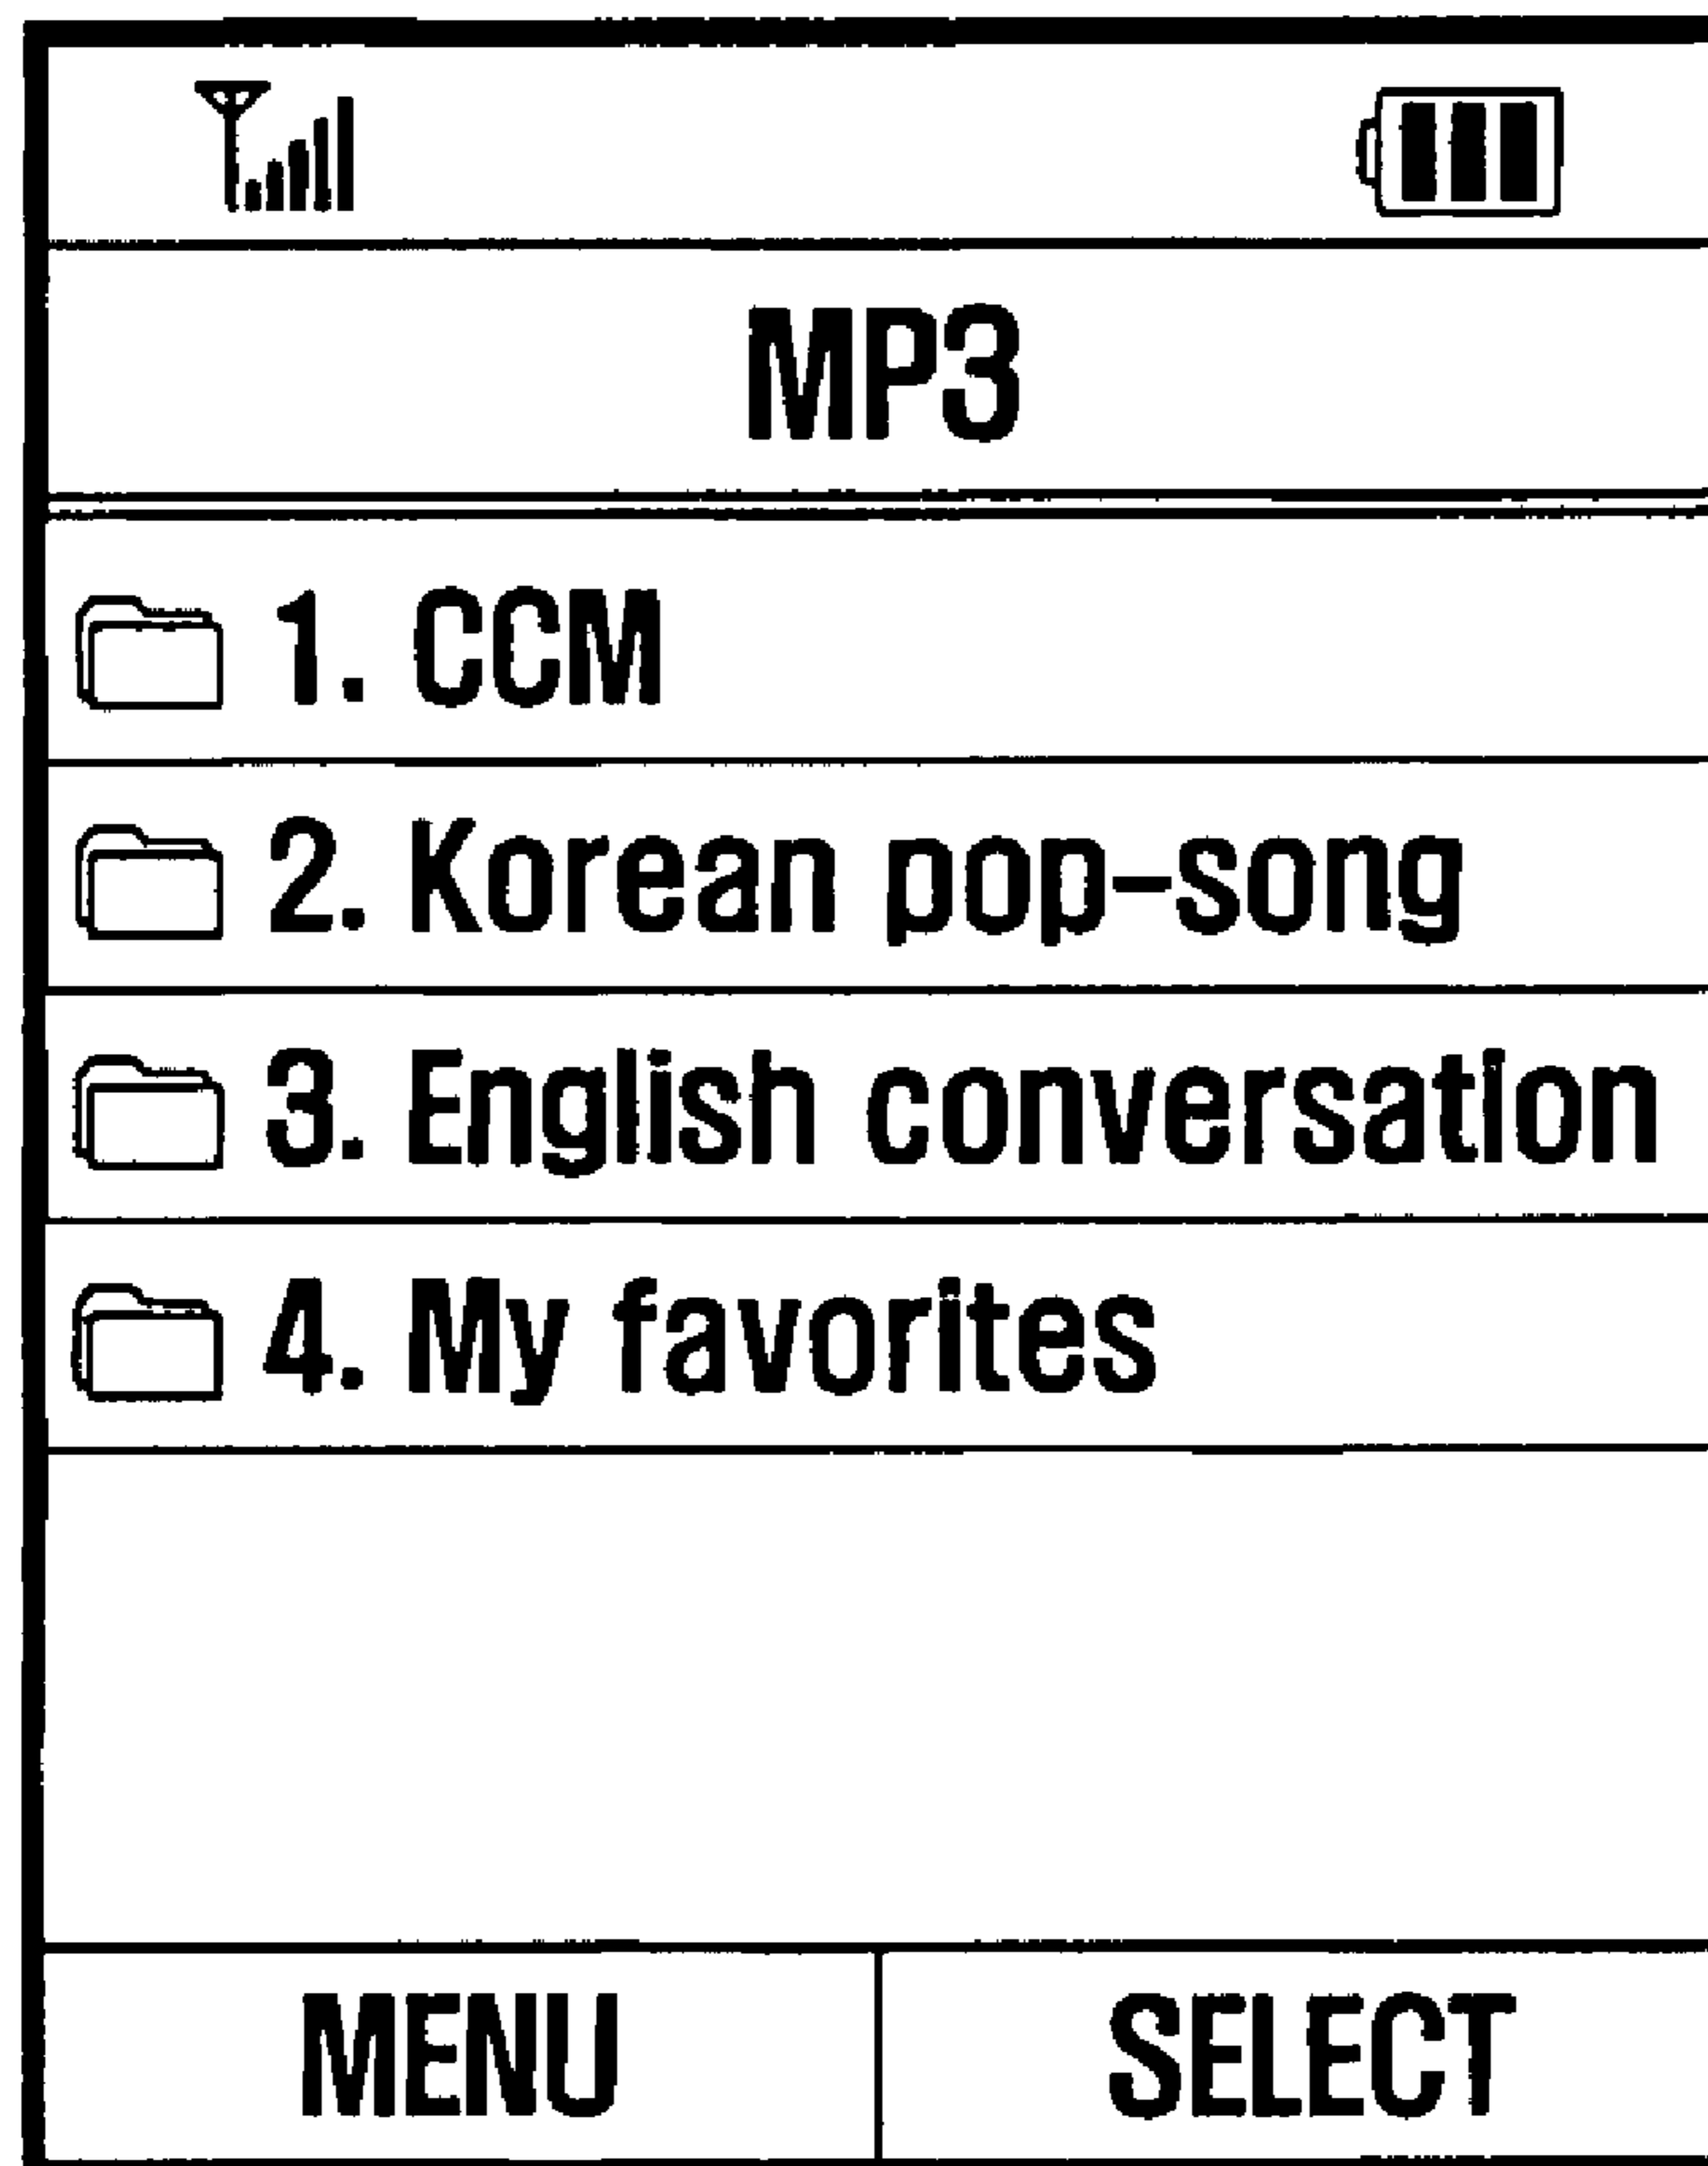 MP3
1. CCM
2. Korean pop-song
3. English conversation
4. My favorites
MENU SELECT